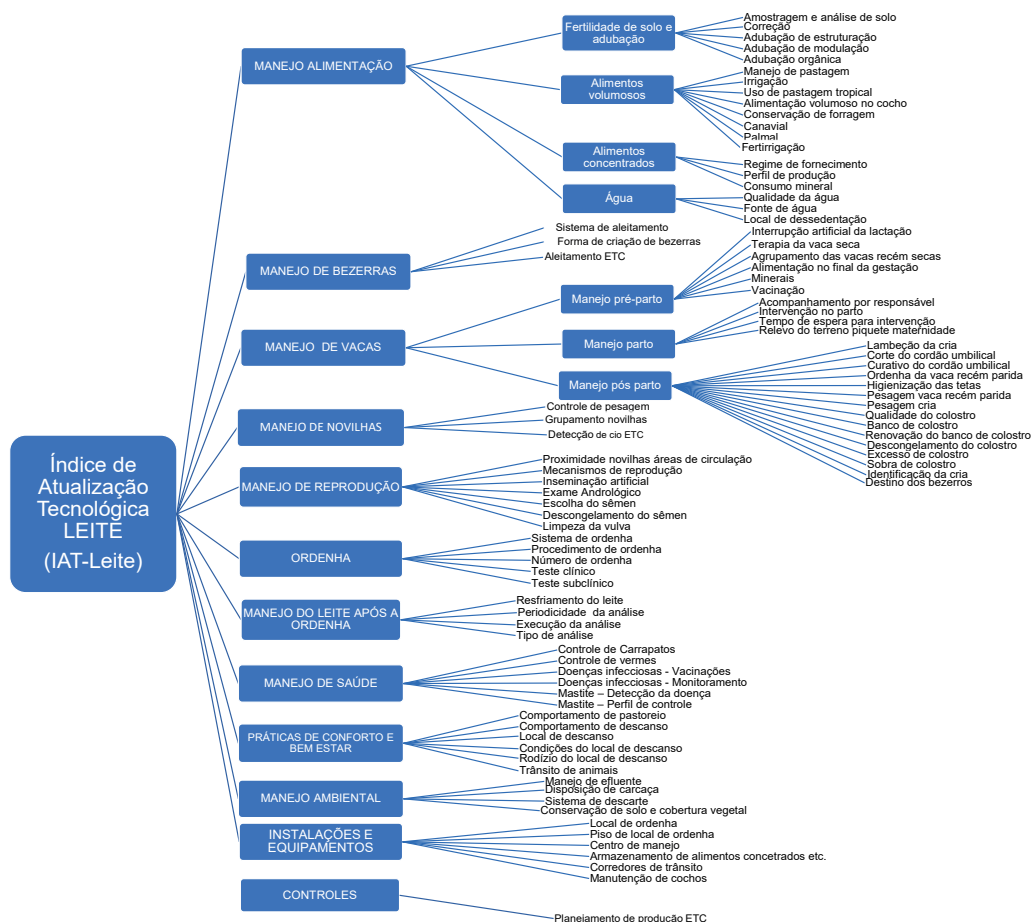 Índice de
Atualização
Tecnológica
LEITE
(IAT-Leite)
MANEJO ALIMENTAÇÃO
Fertilidade de solo e
adubação
Amostragem e análise de solo
Correção
Adubação de estruturação
Adubação de modulação
Adubação orgânica
Alimentos
volumosos
Manejo de pastagem
Irrigação
Uso de pastagem tropical
Alimentação volumoso no cocho
Conservação de forragem
Canavial
Palmal
Fertirrigação
Alimentos
concentrados
Regime de fornecimento
Perfil de produção
Consumo mineral
Água
Qualidade da água
Fonte de água
Local de dessedentação
MANEJO DE BEZERRAS
Sistema de aleitamento
Forma de criação de bezerras
Aleitamento ETC
MANEJO DE VACAS
Manejo pré-parto
Interrupção artificial da lactação
Terapia da vaca seca
Agrupamento das vacas recém secas
Alimentação no final da gestação
Minerais
Vacinação
Manejo parto
Acompanhamento por responsável
Intervenção no parto
Tempo de espera para intervenção
Relevo do terreno piquete maternidade
Manejo pós parto
Lambeção da cria
Corte do cordão umbilical
Curativo do cordão umbilical
Ordenha da vaca recém parida
Higienização das tetas
Pesagem vaca recém parida
Pesagem cria
Qualidade do colostro
Banco de colostro
Renovação do banco de colostro
Descongelamento do colostro
Excesso de colostro
Sobra de colostro
Identificação da cria
Destino dos bezerros
MANEJO DE NOVILHAS
Controle de pesagem
Grupamento novilhas
Detecção de cio ETC
MANEJO DE REPRODUÇÃO
Proximidade novilhas áreas de circulação
Mecanismos de reprodução
Inseminação artificial
Exame Andrológico
Escolha do sêmen
Descongelamento do sêmen
Limpeza da vulva
ORDENHA
Sistema de ordenha
Procedimento de ordenha
Número de ordenha
Teste clínico
Teste subclínico
MANEJO DO LEITE APÓS A
ORDENHA
Resfriamento do leite
Periodicidade da análise
Execução da análise
Tipo de análise
MANEJO DE SAÚDE
Controle de Carrapatos
Controle de vermes
Doenças infecciosas - Vacinações
Doenças infecciosas - Monitoramento
Mastite – Detecção da doença
Mastite – Perfil de controle
PRÁTICAS DE CONFORTO E
BEM ESTAR
Comportamento de pastoreio
Comportamento de descanso
Local de descanso
Condições do local de descanso
Rodízio do local de descanso
Trânsito de animais
MANEJO AMBIENTAL
Manejo de efluente
Disposição de carcaça
Sistema de descarte
Conservação de solo e cobertura vegetal
INSTALAÇÕES E
EQUIPAMENTOS
Local de ordenha
Piso de local de ordenha
Centro de manejo
Armazenamento de alimentos concetrados etc.
Corredores de trânsito
Manutenção de cochos
CONTROLES
Planejamento de produção ETC